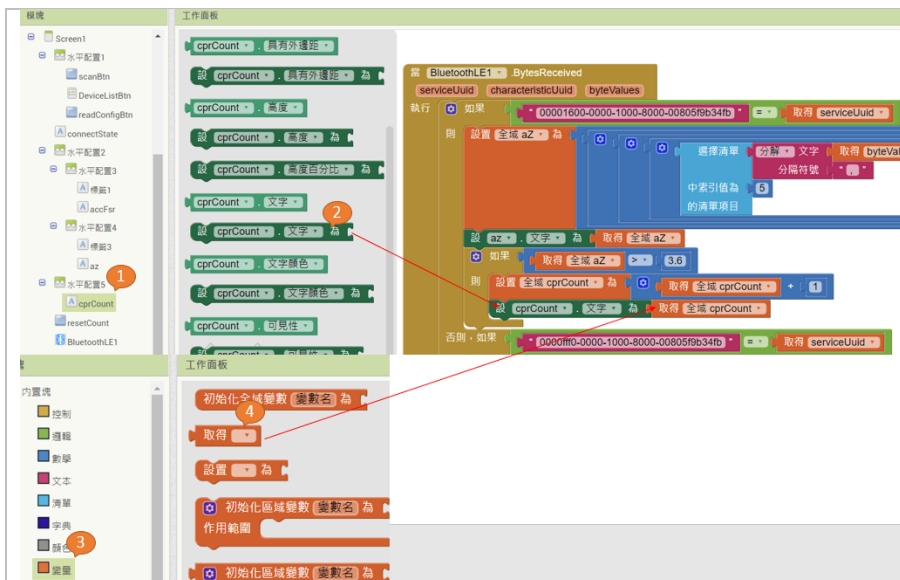 模塊
工作面板
Screen1
水平配置1
scanBtn
DeviceListBtn
readConfigBtn
connectState
水平配置2
水平配置3
標籤1
accFsr
水平配置4
標籤3
az
水平配置5
1
cprCount
resetCount
BluetoothLE1
cprCount . 具有外邊距
設 cprCount . 具有外邊距 為
cprCount . 高度
設 cprCount . 高度 為
設 cprCount . 高度百分比 為
cprCount . 文字
2
設 cprCount . 文字 為
cprCount . 文字顏色
設 cprCount . 文字顏色 為
cprCount . 可見性
設 cprCount . 可見性 為
當 BluetoothLE1 .BytesReceived
serviceUuid characteristicUuid byteValues
執行 如果 " 00001600-0000-1000-8000-00805f9b34fb " = 取得 serviceUuid
則 設置 全域 aZ 為
選擇清單 分解 文字 取得 byteVal
分隔符號 " , "
中索引值為 5
的清單項目
設 az . 文字 為 取得 全域 aZ
如果 取得 全域 aZ > 3.6
則 設置 全域 cprCount 為 取得 全域 cprCount + 1
設 cprCount . 文字 為 取得 全域 cprCount
否則，如果 " 0000fff0-0000-1000-8000-00805f9b34fb " = 取得 serviceUuid
工作面板
內置塊
控制
邏輯
數學
文本
清單
字典
顏色
3
變量
初始化全域變數 變數名 為
4
取得
設置 為
初始化區域變數 變數名 為
作用範圍
初始化區域變數 變數名 為